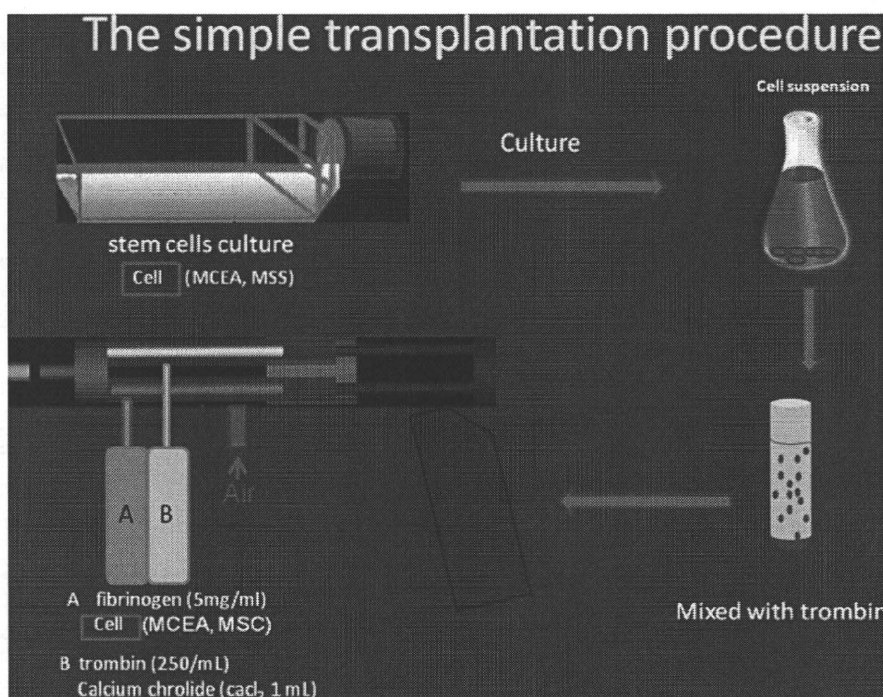 The simple transplantation procedure
Cell suspension
Culture
stem cells culture
Cell (MCEA, MSS)
Air
A B
A fibrinogen (5mg/ml)
Cell (MCEA, MSC)
B trombin (250/mL)
Calcium chrolide (cacl₂ 1 mL)
Mixed with trombin